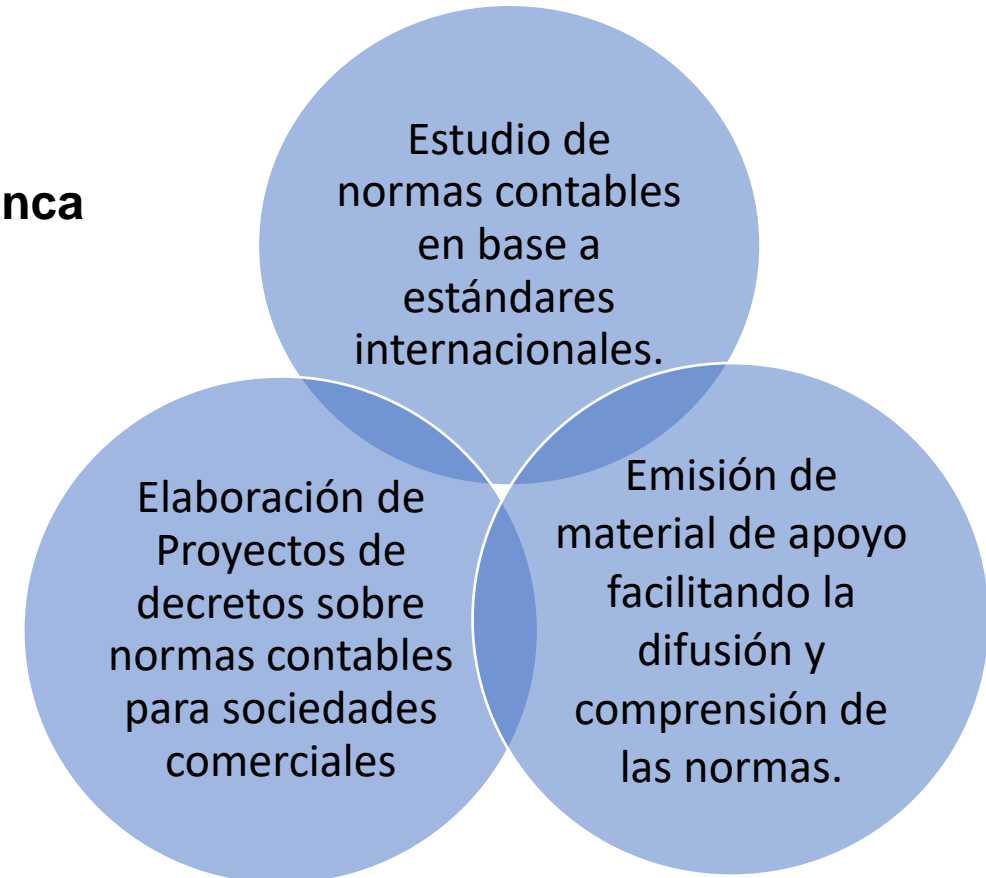 nca
Estudio de
normas contables
en base a
estándares
internacionales.
Elaboración de
Proyectos de
decretos sobre
normas contables
para sociedades
comerciales
Emisión de
material de apoyo
facilitando la
difusión y
comprensión de
las normas.